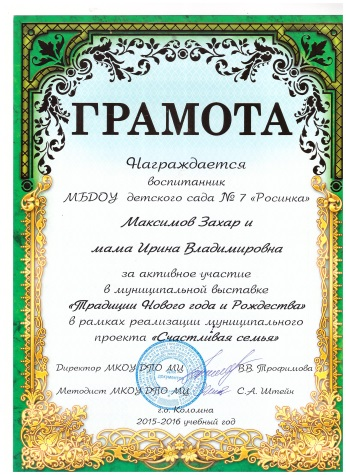 ГРАМОТА
Награждается
воспитанник
МБДОУ детского сада № 7 «Росинка»
Максимов Захар и
мама Ирина Владимировна
за активное участие
в муниципальной выставке
«Традиции Нового года и Рождества»
в рамках реализации муниципального
проекта «Счастливая семья»
Директор МКОУ ДПО МЦ В.В. Трофимова
Методист МКОУ ДПО МЦ С.А. Штейн
г.о. Коломна
2015-2016 учебный год